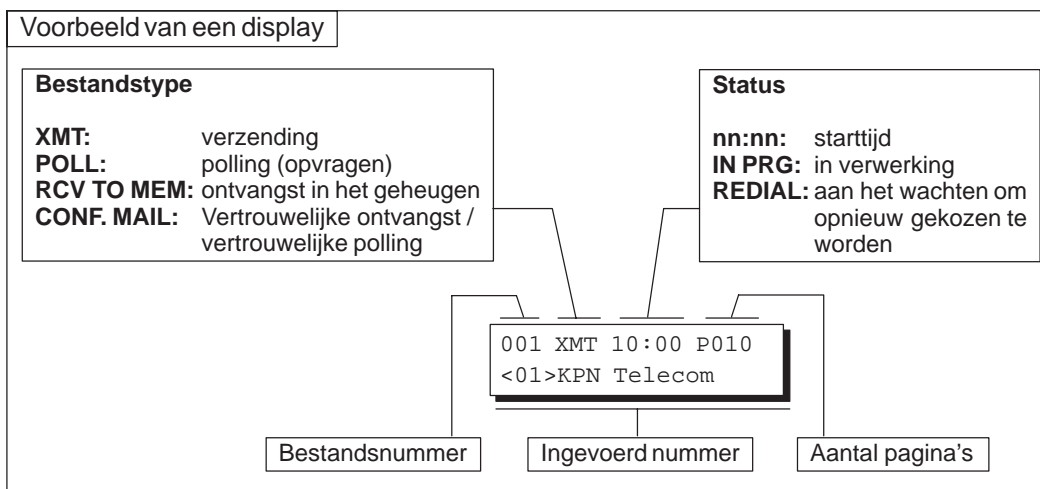 Voorbeeld van een display
Bestandstype
XMT: verzending
POLL: polling (opvragen)
RCV TO MEM: ontvangst in het geheugen
CONF. MAIL: Vertrouwelijke ontvangst /
vertrouwelijke polling
Status
nn:nn: starttijd
IN PRG: in verwerking
REDIAL: aan het wachten om
opnieuw gekozen te
worden
001 XMT 10:00 P010
<01>KPN Telecom
Bestandsnummer
Ingevoerd nummer
Aantal pagina's